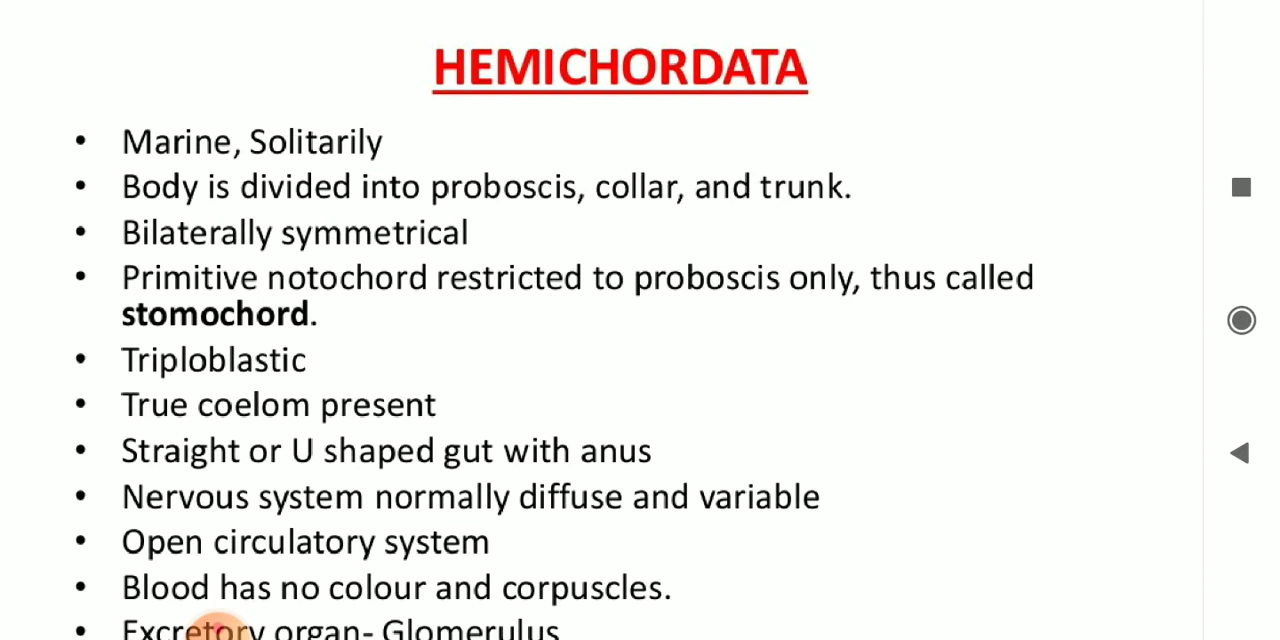 HEMICHORDATA
• Marine, Solitarily
• Body is divided into proboscis, collar, and trunk.
• Bilaterally symmetrical
• Primitive notochord restricted to proboscis only, thus called
stomochord.
• Triploblastic
• True coelom present
• Straight or U shaped gut with anus
• Nervous system normally diffuse and variable
• Open circulatory system
• Blood has no colour and corpuscles.
• Excretory organ- Glomerulus